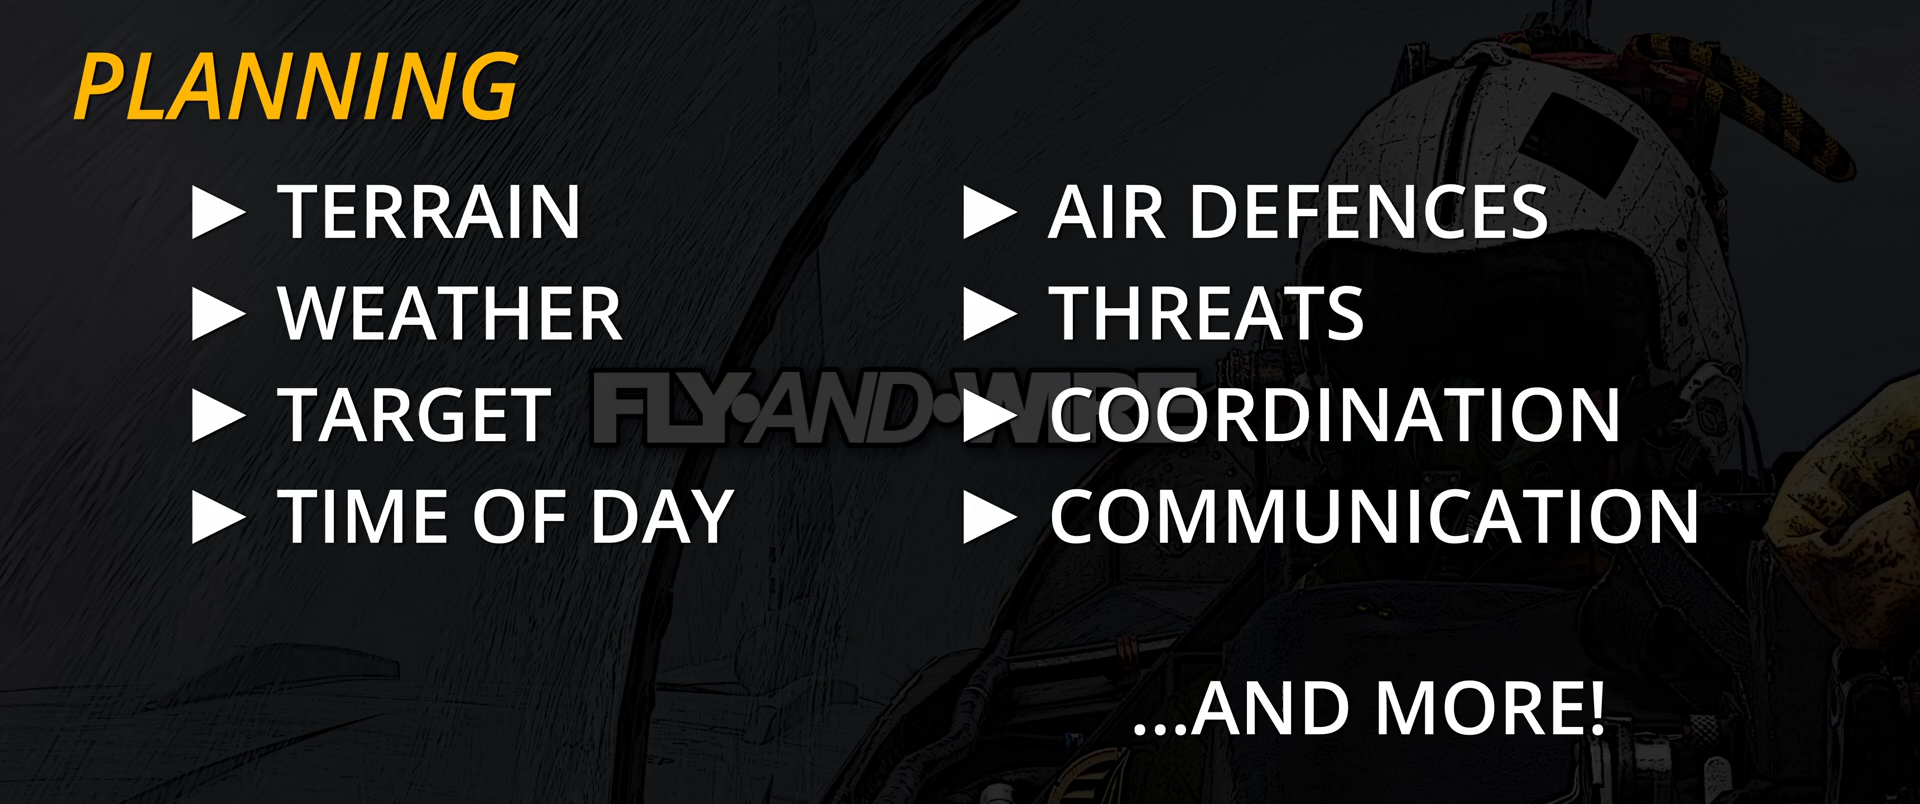 PLANNING
► TERRAIN
► WEATHER
► TARGET
► TIME OF DAY
► AIR DEFENCES
► THREATS
► COORDINATION
► COMMUNICATION
...AND MORE!
FLY•AND•WIRE